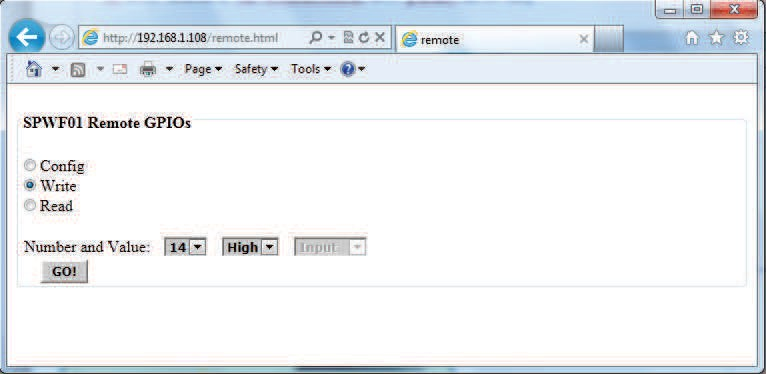 http://192.168.1.108/remote.html remote
Page Safety Tools
SPWF01 Remote GPIOs
Config
Write
Read
Number and Value: 14 High Input
GO!